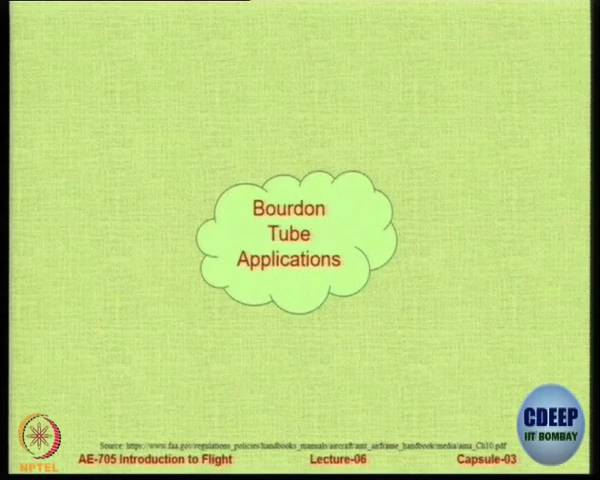 Bourdon
Tube
Applications
CDEEP
IIT BOMBAY
NPTEL
Source: https://www.faa.gov/regulations_policies/handbooks_manuals/aircraft/amt_airframe_handbook/media/ama_Ch10.pdf
AE-705 Introduction to Flight Lecture-06 Capsule-03